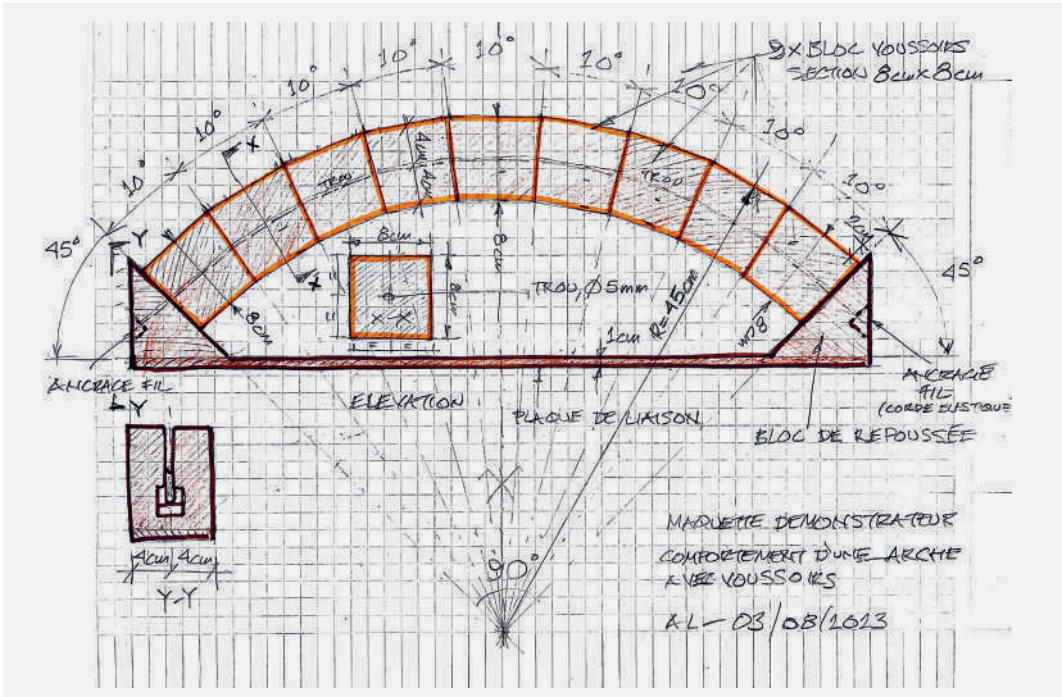 10°
10°
10°
10°
10°
10°
10°
10°
10°
9x BLOC VOUSSOIRS
SECTION 8cm x 8cm
45°
Y
X
TROU
4cm
4cm
TROU
8cm
45°
X
8cm
8cm
8cm
8cm
X-X
TROU, Ø5mm
R=45cm
8cm
1cm
ANCRAGE FIL
ELEVATION
PLAQUE DE LIAISON
ANCRAGE
FIL
(CORDE ELASTIQUE
BLOC DE REPOUSSÉE
Y
4cm
4cm
Y-Y
90°
MAQUETTE DEMONSTRATEUR
COMPORTEMENT D'UNE ARCHE
AVEC VOUSSOIRS
AL - 03/08/2023